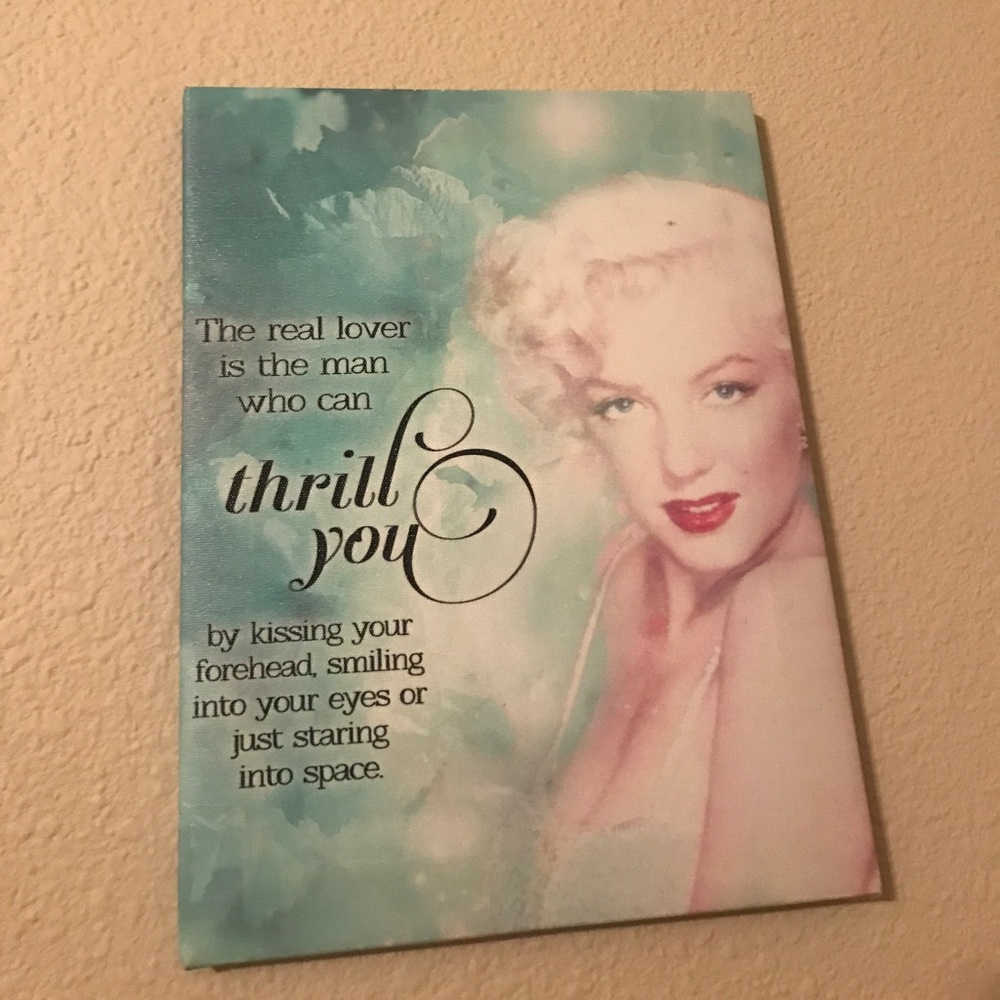 The real lover
is the man
who can
thrill
you
by kissing your
forehead, smiling
into your eyes or
just staring
into space.